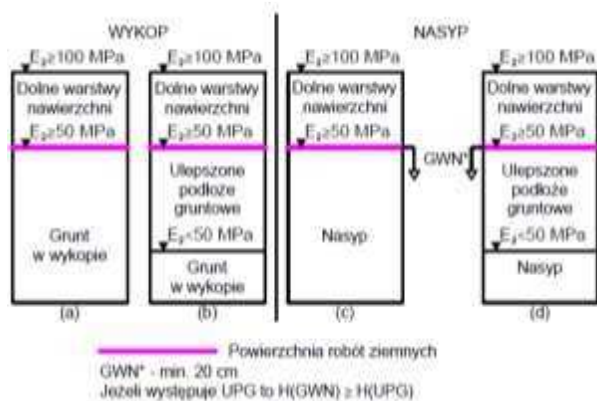 WYKOP
NASYP
E₂≥100 MPa
E₂≥100 MPa
E₂≥100 MPa
E₂≥100 MPa
Dolne warstwy
nawierzchni
Dolne warstwy
nawierzchni
Dolne warstwy
nawierzchni
Dolne warstwy
nawierzchni
E₂≥50 MPa
E₂≥50 MPa
E₂≥50 MPa
E₂≥50 MPa
GWN*
Grunt
w wykopie
Ulepszone
podłoże
gruntowe
E₂<50 MPa
Grunt
w wykopie
Nasyp
Ulepszone
podłoże
gruntowe
E₂<50 MPa
Nasyp
(a)
(b)
(c)
(d)
Powierzchnia robót ziemnych
GWN* - min. 20 cm
Jeżeli występuje UPG to H(GWN) ≥ H(UPG)